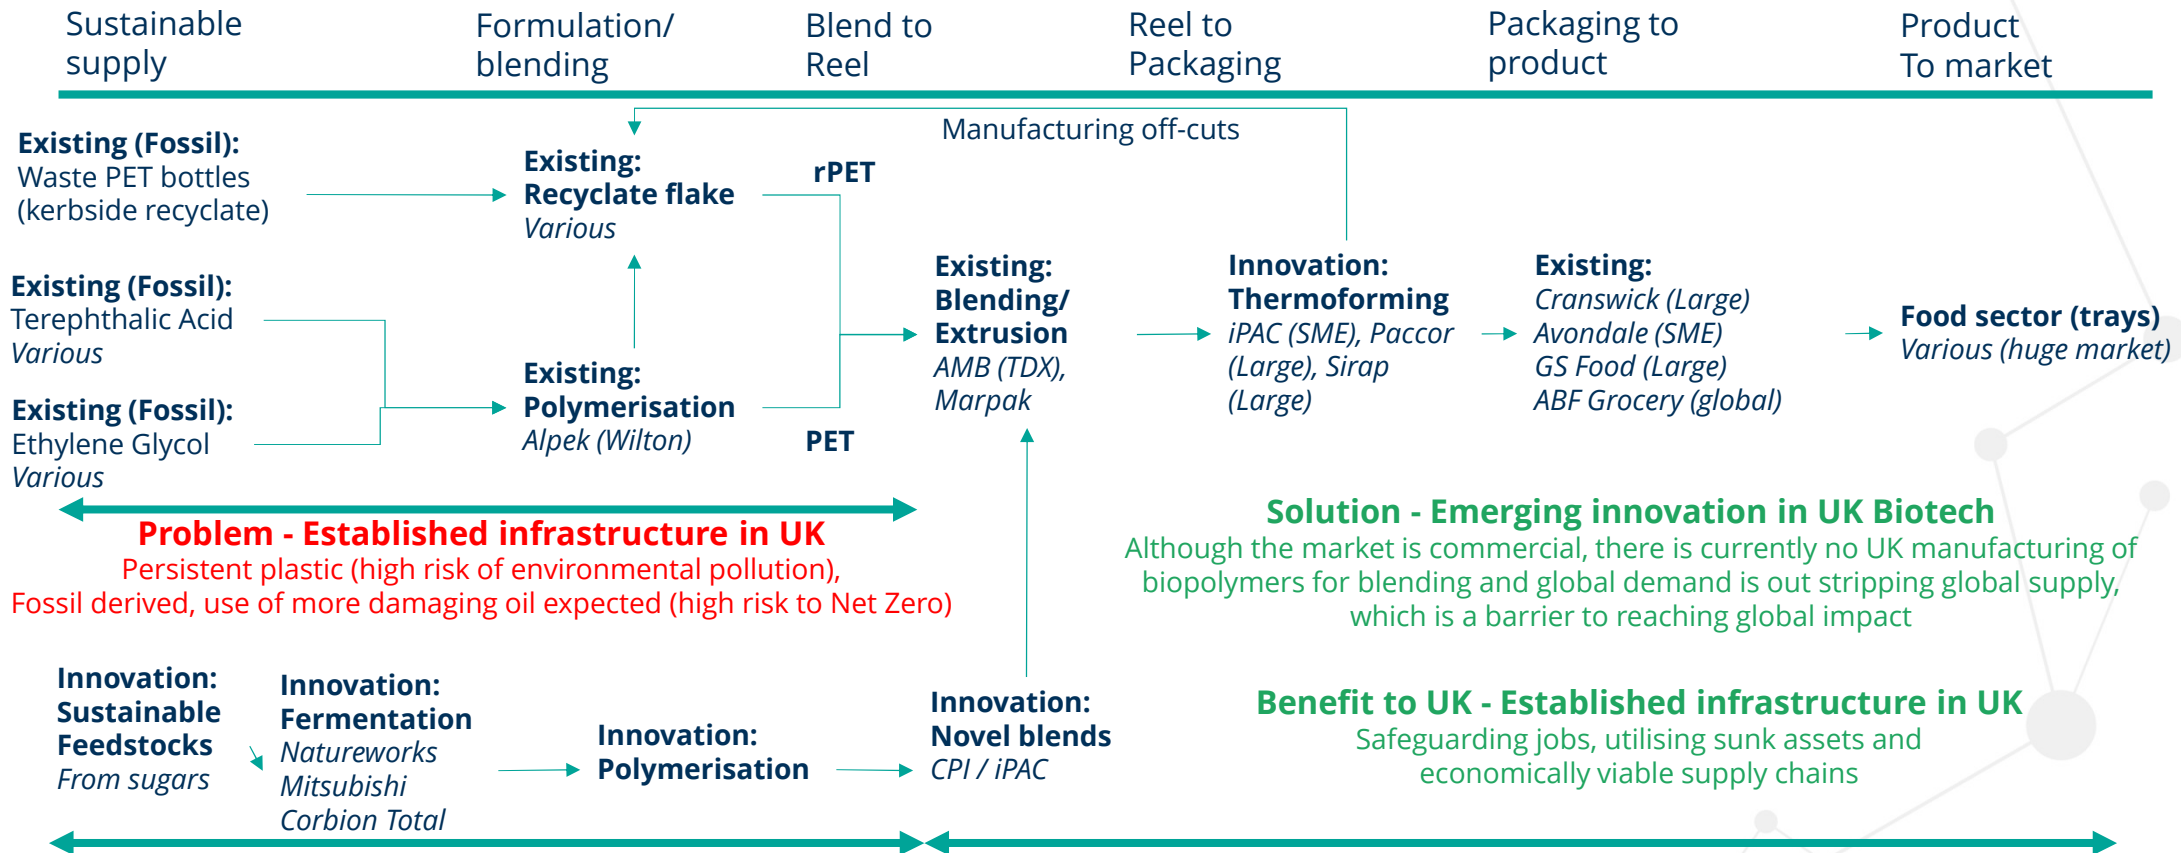 Sustainable
supply
Formulation/
blending
Blend to
Reel
Reel to
Packaging
Packaging to
product
Product
To market
Manufacturing off-cuts
Existing (Fossil):
Waste PET bottles
(kerbside recyclate)
Existing:
Recyclate flake
Various
rPET
Existing (Fossil):
Terephthalic Acid
Various
Existing (Fossil):
Ethylene Glycol
Various
Existing:
Polymerisation
Alpek (Wilton)
PET
Existing:
Blending/
Extrusion
AMB (TDX),
Marpak
Innovation:
Thermoforming
iPAC (SME), Paccor
(Large), Sirap
(Large)
Existing:
Cranswick (Large)
Avondale (SME)
GS Food (Large)
ABF Grocery (global)
Food sector (trays)
Various (huge market)
Problem - Established infrastructure in UK
Persistent plastic (high risk of environmental pollution),
Fossil derived, use of more damaging oil expected (high risk to Net Zero)
Solution - Emerging innovation in UK Biotech
Although the market is commercial, there is currently no UK manufacturing of
biopolymers for blending and global demand is out stripping global supply,
which is a barrier to reaching global impact
Innovation:
Sustainable
Feedstocks
From sugars
Innovation:
Fermentation
Natureworks
Mitsubishi
Corbion Total
Innovation:
Polymerisation
Innovation:
Novel blends
CPI / iPAC
Benefit to UK - Established infrastructure in UK
Safeguarding jobs, utilising sunk assets and
economically viable supply chains